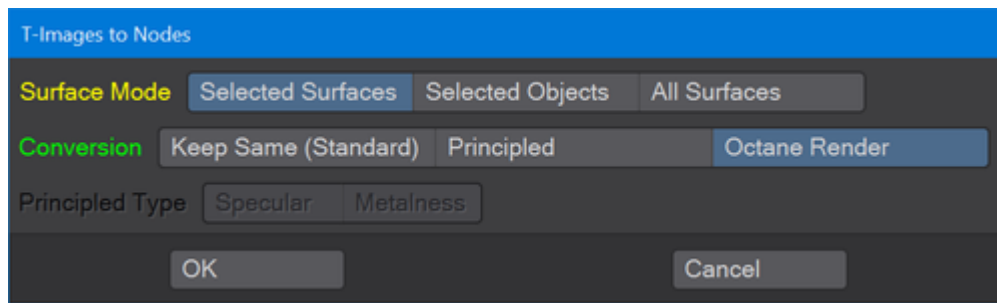 T-Images to Nodes
Surface Mode Selected Surfaces Selected Objects All Surfaces
Conversion Keep Same (Standard) Principled Octane Render
Principled Type Specular Metalness
OK Cancel